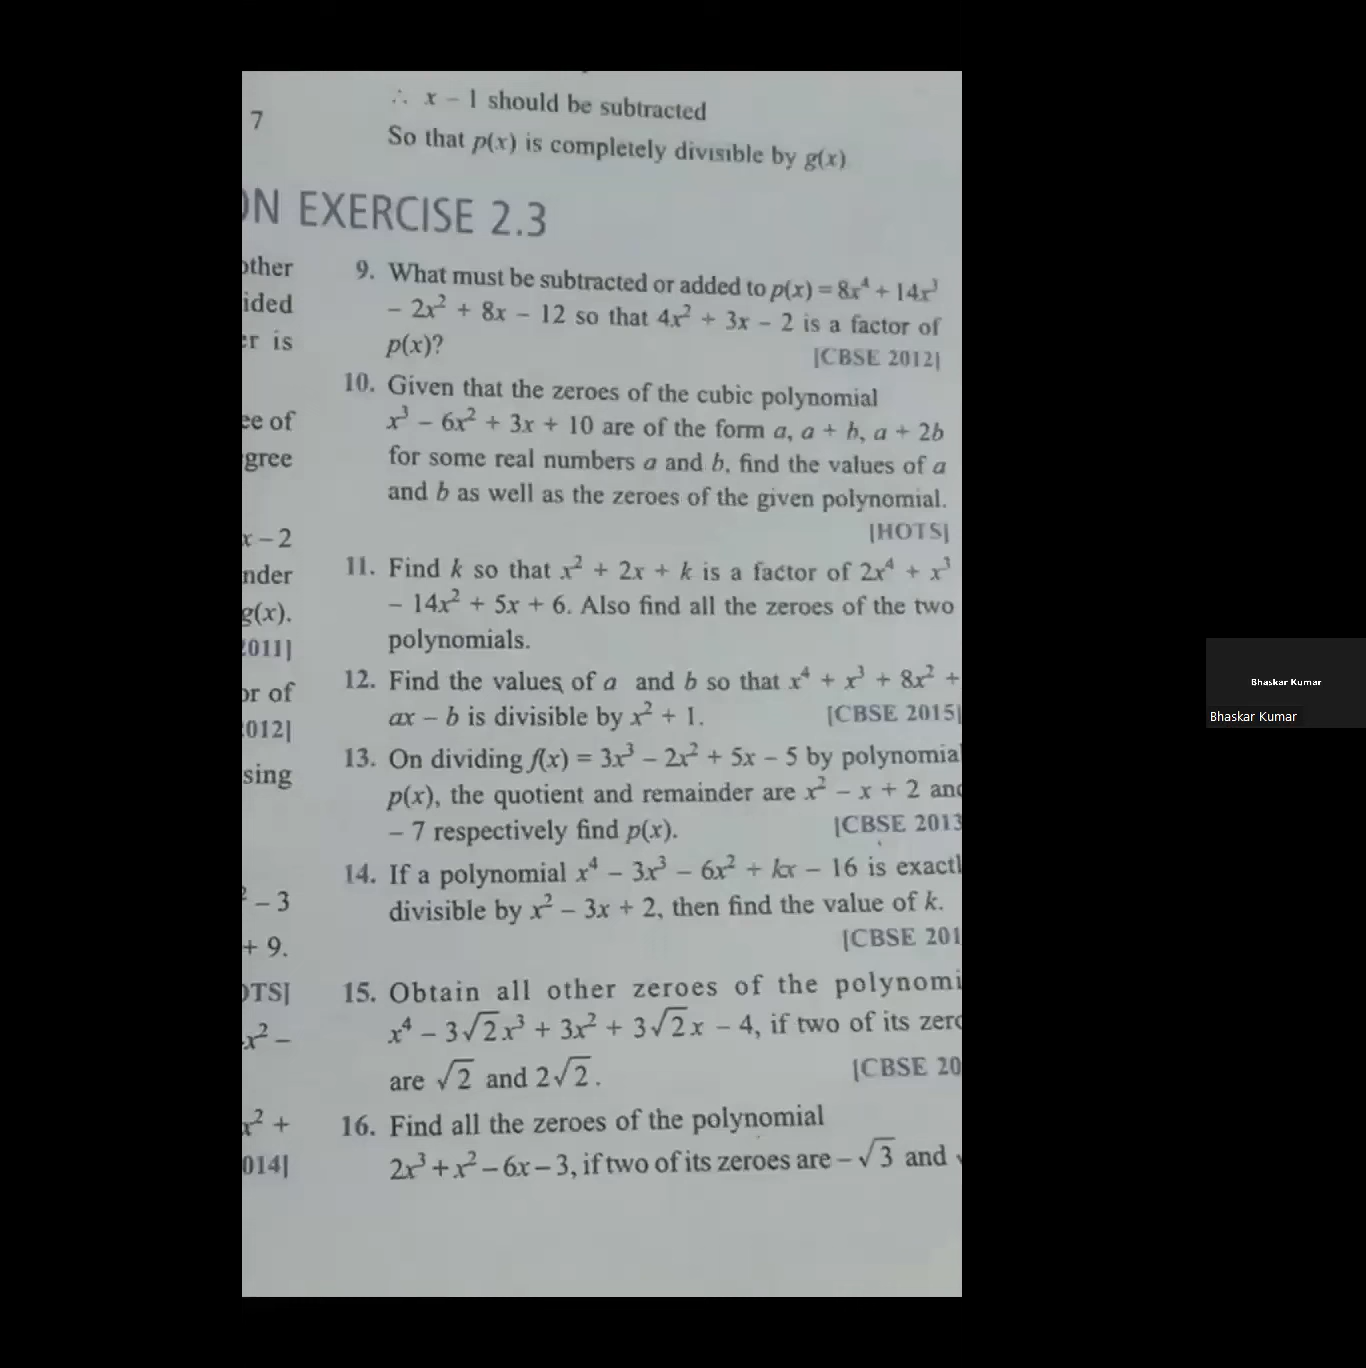 ∴ x – 1 should be subtracted
7
So that p(x) is completely divisible by g(x)
ON EXERCISE 2.3
other
ided
er is
ee of
gree
x – 2
nder
g(x).
2011]
or of
2012]
sing
² – 3
+ 9.
OTS]
x² –
x² +
014]
9. What must be subtracted or added to p(x) = 8x⁴ + 14x³
– 2x² + 8x – 12 so that 4x² + 3x – 2 is a factor of
p(x)? [CBSE 2012]
10. Given that the zeroes of the cubic polynomial
x³ – 6x² + 3x + 10 are of the form a, a + b, a + 2b
for some real numbers a and b, find the values of a
and b as well as the zeroes of the given polynomial.
[HOTS]
11. Find k so that x² + 2x + k is a factor of 2x⁴ + x³
– 14x² + 5x + 6. Also find all the zeroes of the two
polynomials.
12. Find the values of a and b so that x⁴ + x³ + 8x² +
ax – b is divisible by x² + 1. [CBSE 2015]
13. On dividing f(x) = 3x³ – 2x² + 5x – 5 by polynomial
p(x), the quotient and remainder are x² – x + 2 and
– 7 respectively find p(x). [CBSE 2013
14. If a polynomial x⁴ – 3x³ – 6x² + kx – 16 is exactl
divisible by x² – 3x + 2, then find the value of k.
[CBSE 201
15. Obtain all other zeroes of the polynomi
x⁴ – 3√2x³ + 3x² + 3√2x – 4, if two of its zero
are √2 and 2√2. [CBSE 20
16. Find all the zeroes of the polynomial
2x³ + x² – 6x – 3, if two of its zeroes are – √3 and
Bhaskar Kumar
Bhaskar Kumar